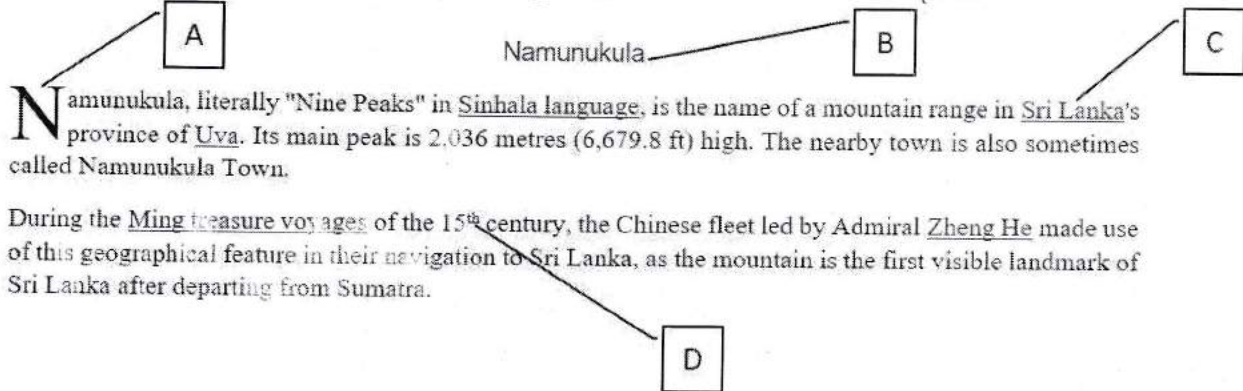 A
Namunukula
B
C
Namunukula, literally "Nine Peaks" in Sinhala language, is the name of a mountain range in Sri Lanka's
province of Uva. Its main peak is 2,036 metres (6,679.8 ft) high. The nearby town is also sometimes
called Namunukula Town.
During the Ming treasure voyages of the 15th century, the Chinese fleet led by Admiral Zheng He made use
of this geographical feature in their navigation to Sri Lanka, as the mountain is the first visible landmark of
Sri Lanka after departing from Sumatra.
D